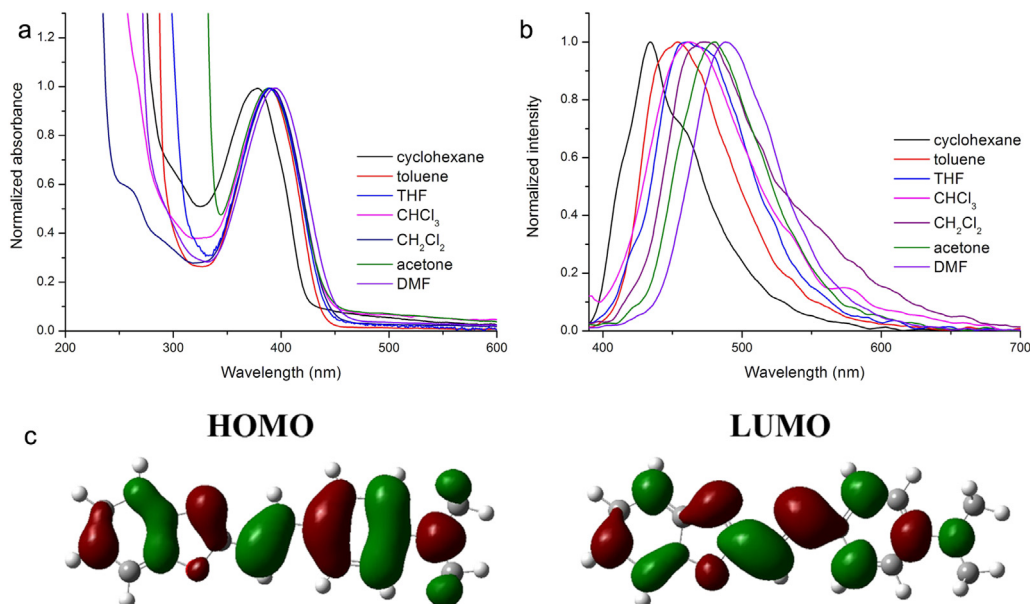 a
1.2
1.0
0.8
0.6
0.4
0.2
0.0
Normalized absorbance
200
300
400
500
600
Wavelength (nm)
cyclohexane
toluene
THF
CHCl₃
CH₂Cl₂
acetone
DMF
b
1.0
0.8
0.6
0.4
0.2
0.0
Normalized intensity
400
500
600
700
Wavelength (nm)
cyclohexane
toluene
THF
CHCl₃
CH₂Cl₂
acetone
DMF
c
HOMO
LUMO